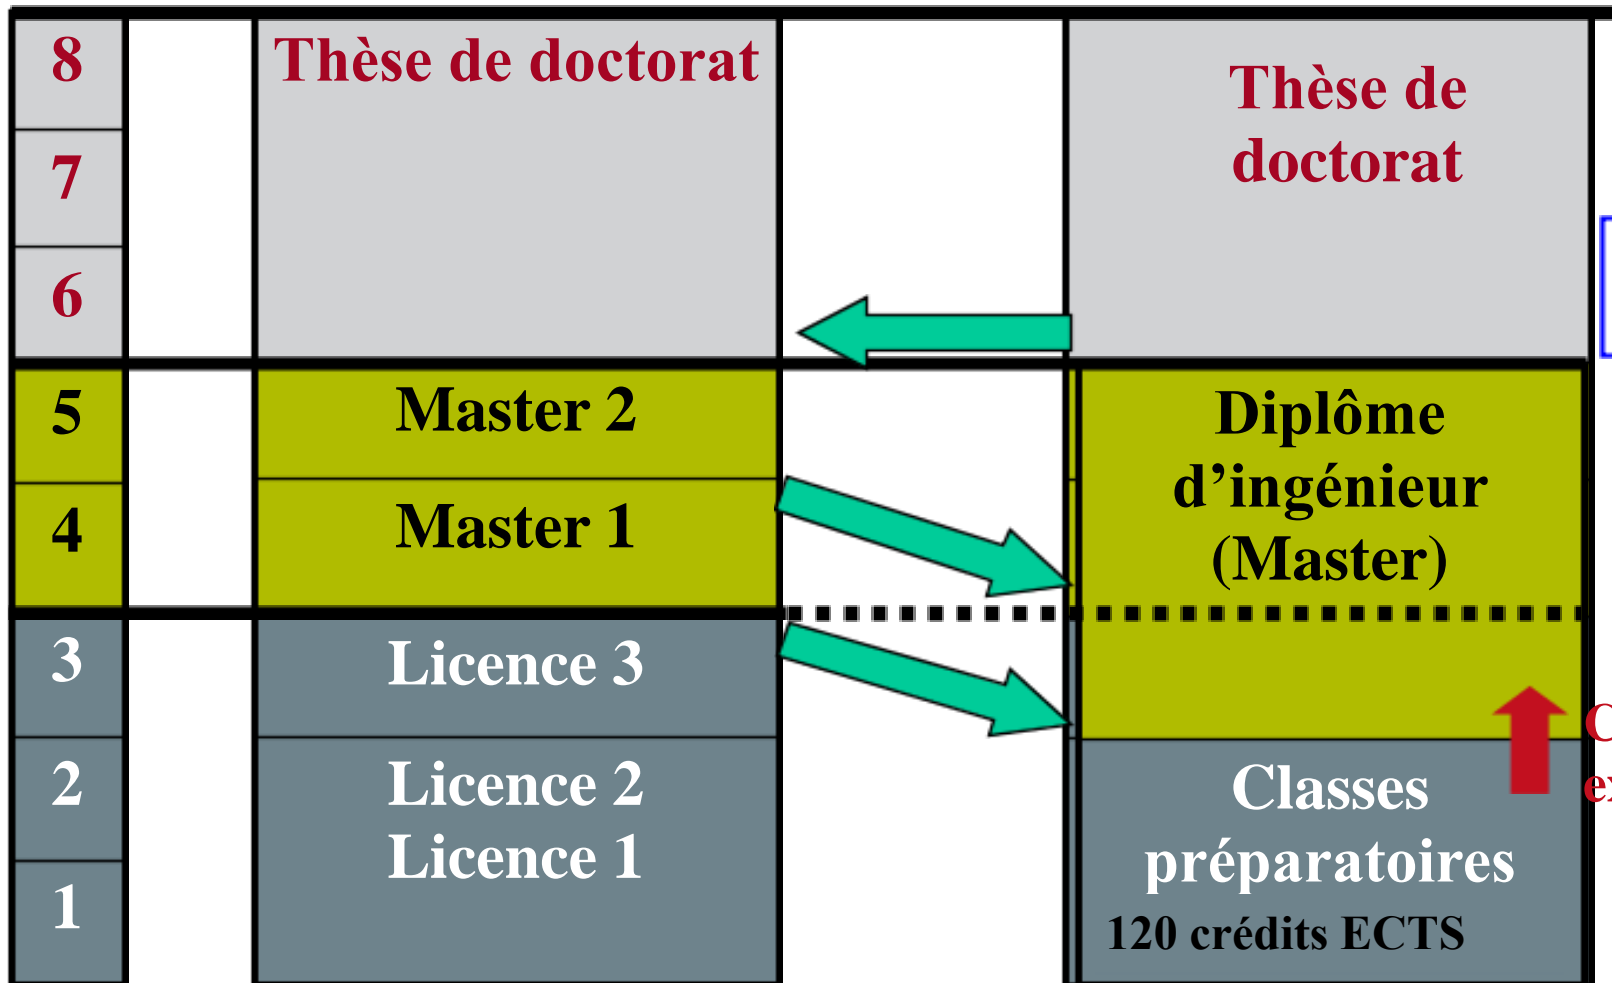 8
Thèse de doctorat
Thèse de
doctorat
7
6
5
Master 2
Diplôme
d’ingénieur
(Master)
4
Master 1
3
Licence 3
2
Licence 2
Licence 1
Classes
préparatoires
1
120 crédits ECTS